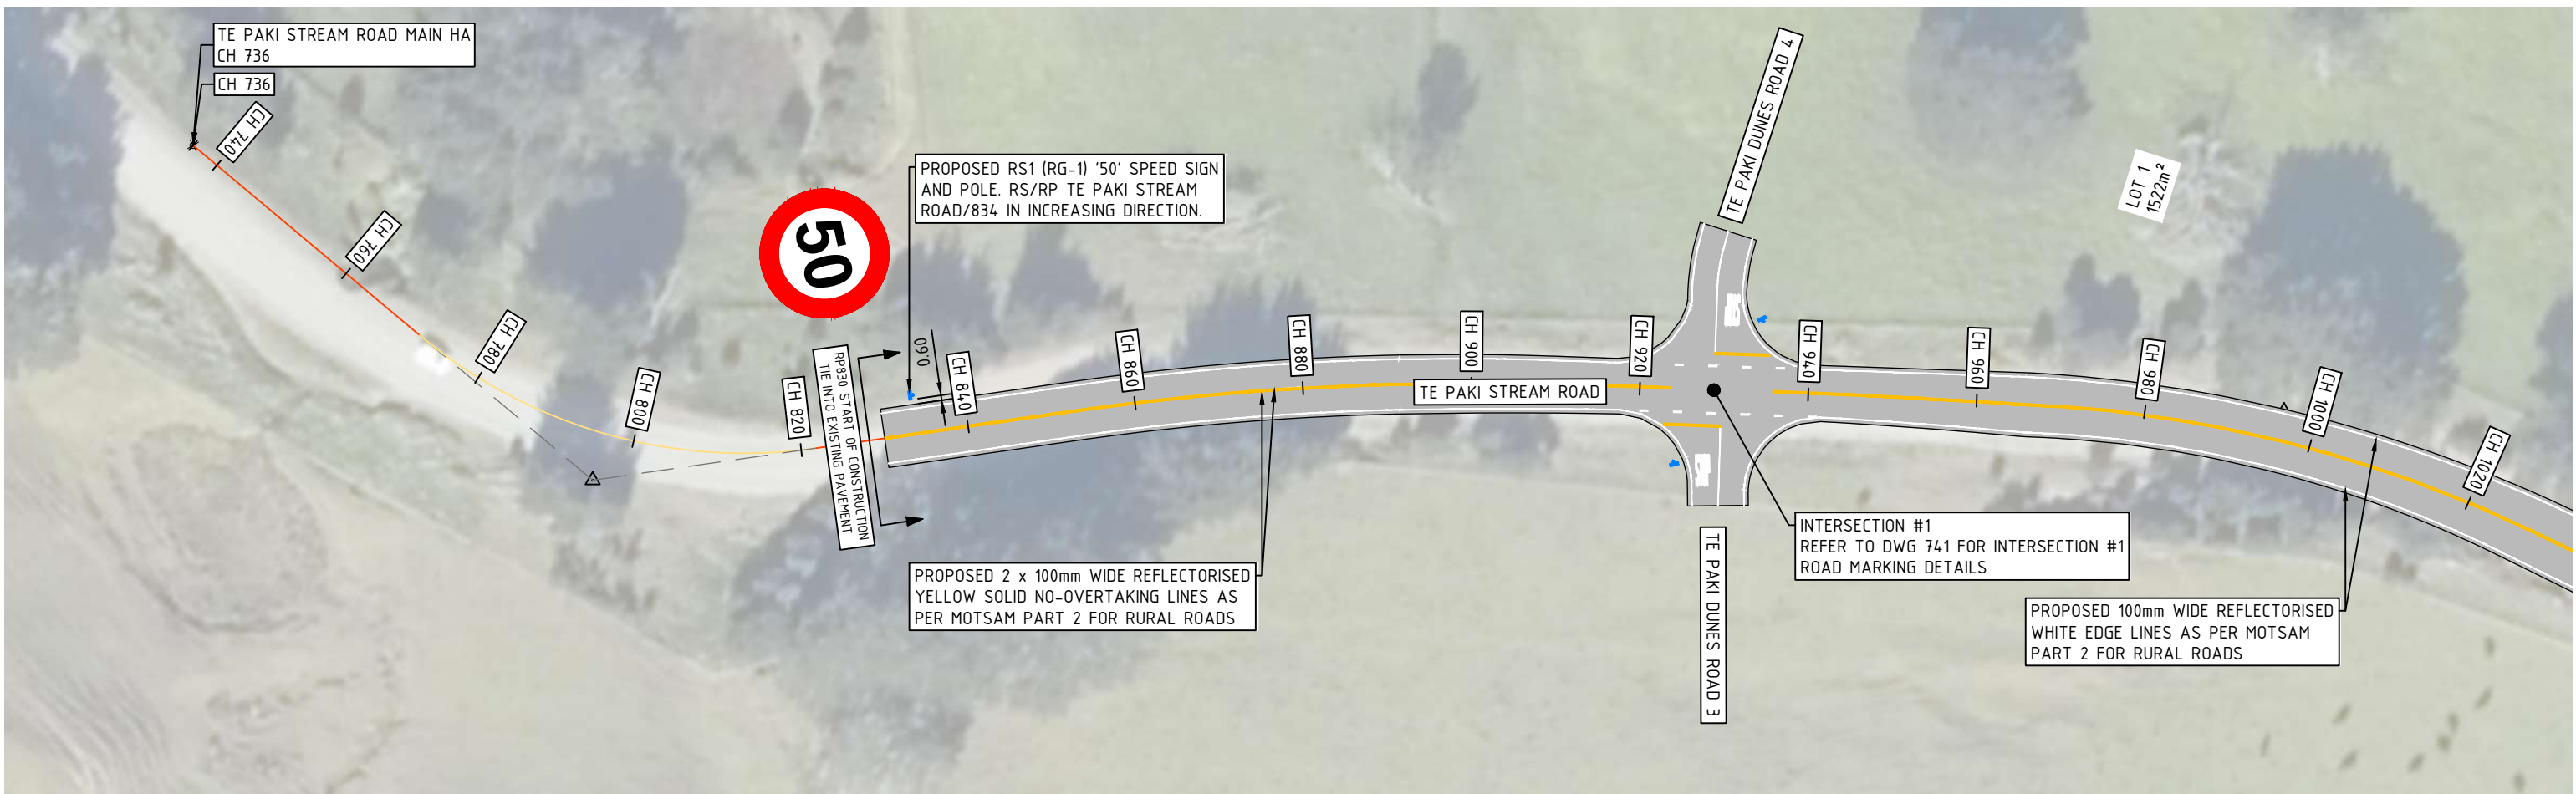 TE PAKI STREAM ROAD MAIN HA
CH 736
CH 736
CH 740
CH 760
CH 780
CH 800
CH 820
50
RP830 START OF CONSTRUCTION
TIE INTO EXISTING PAVEMENT
PROPOSED RS1 (RG-1) '50' SPEED SIGN
AND POLE. RS/RP TE PAKI STREAM
ROAD/834 IN INCREASING DIRECTION.
0.60
CH 840
CH 860
CH 880
CH 900
CH 920
TE PAKI STREAM ROAD
PROPOSED 2 x 100mm WIDE REFLECTORISED
YELLOW SOLID NO-OVERTAKING LINES AS
PER MOTSAM PART 2 FOR RURAL ROADS
TE PAKI DUNES ROAD 4
TE PAKI DUNES ROAD 3
CH 940
CH 960
CH 980
CH 1000
CH 1020
LOT 1
1522m²
INTERSECTION #1
REFER TO DWG 741 FOR INTERSECTION #1
ROAD MARKING DETAILS
PROPOSED 100mm WIDE REFLECTORISED
WHITE EDGE LINES AS PER MOTSAM
PART 2 FOR RURAL ROADS